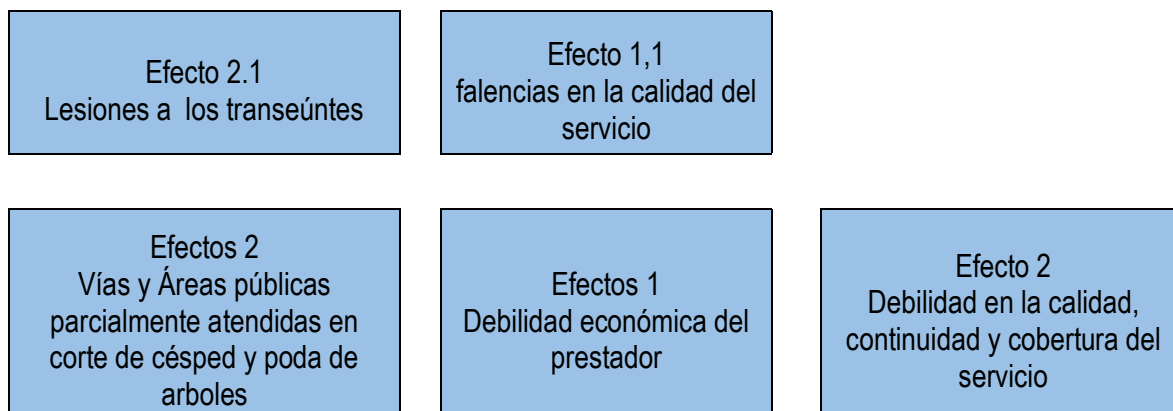 Efecto 2.1
Lesiones a  los transeúntes
Efecto 1,1
falencias en la calidad del
servicio
Efectos 2
Vías y Áreas públicas
parcialmente atendidas en
corte de césped y poda de
arboles
Efectos 1
Debilidad económica del
prestador
Efecto 2
Debilidad en la calidad,
continuidad y cobertura del
servicio